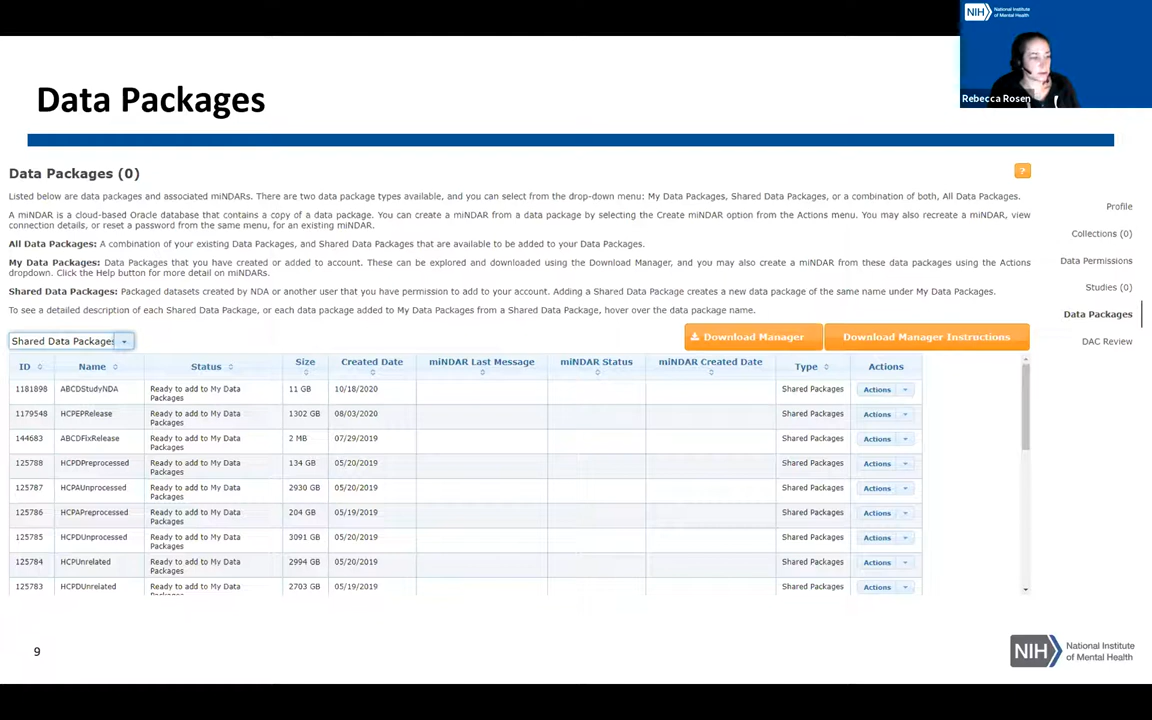 NIH National Institute
of Mental Health
Rebecca Rosen
Data Packages
Data Packages (0)
?
Listed below are data packages and associated miNDARs. There are two data package types available, and you can select from the drop-down menu: My Data Packages, Shared Data Packages, or a combination of both, All Data Packages.
A miNDAR is a cloud-based Oracle database that contains a copy of a data package. You can create a miNDAR from a data package by selecting the Create miNDAR option from the Actions menu. You may also recreate a miNDAR, view
connection details, or reset a password from the same menu, for an existing miNDAR.
All Data Packages: A combination of your existing Data Packages, and Shared Data Packages that are available to be added to your Data Packages.
My Data Packages: Data Packages that you have created or added to account. These can be explored and downloaded using the Download Manager, and you may also create a miNDAR from these data packages using the Actions
dropdown. Click the Help button for more detail on miNDARs.
Shared Data Packages: Packaged datasets created by NDA or another user that you have permission to add to your account. Adding a Shared Data Package creates a new data package of the same name under My Data Packages.
To see a detailed description of each Shared Data Package, or each data package added to My Data Packages from a Shared Data Package, hover over the data package name.
Profile
Collections (0)
Data Permissions
Studies (0)
Data Packages
DAC Review
Shared Data Packages
Download Manager
Download Manager Instructions
ID Name Status Size Created Date miNDAR Last Message miNDAR Status miNDAR Created Date Type Actions
1181898 ABCDStudyNDA Ready to add to My Data 11 GB 10/18/2020 Shared Packages Actions
Packages
1179548 HCPEPRelease Ready to add to My Data 1302 GB 08/03/2020 Shared Packages Actions
Packages
144683 ABCDFixRelease Ready to add to My Data 2 MB 07/29/2019 Shared Packages Actions
Packages
125788 HCPDPreprocessed Ready to add to My Data 134 GB 05/20/2019 Shared Packages Actions
Packages
125787 HCPAUnprocessed Ready to add to My Data 2930 GB 05/20/2019 Shared Packages Actions
Packages
125786 HCPAPreprocessed Ready to add to My Data 204 GB 05/19/2019 Shared Packages Actions
Packages
125785 HCPDUnprocessed Ready to add to My Data 3091 GB 05/20/2019 Shared Packages Actions
Packages
125784 HCPUnrelated Ready to add to My Data 2994 GB 05/20/2019 Shared Packages Actions
Packages
125783 HCPDUnrelated Ready to add to My Data 2703 GB 05/19/2019 Shared Packages Actions
Packages
9
NIH National Institute
of Mental Health